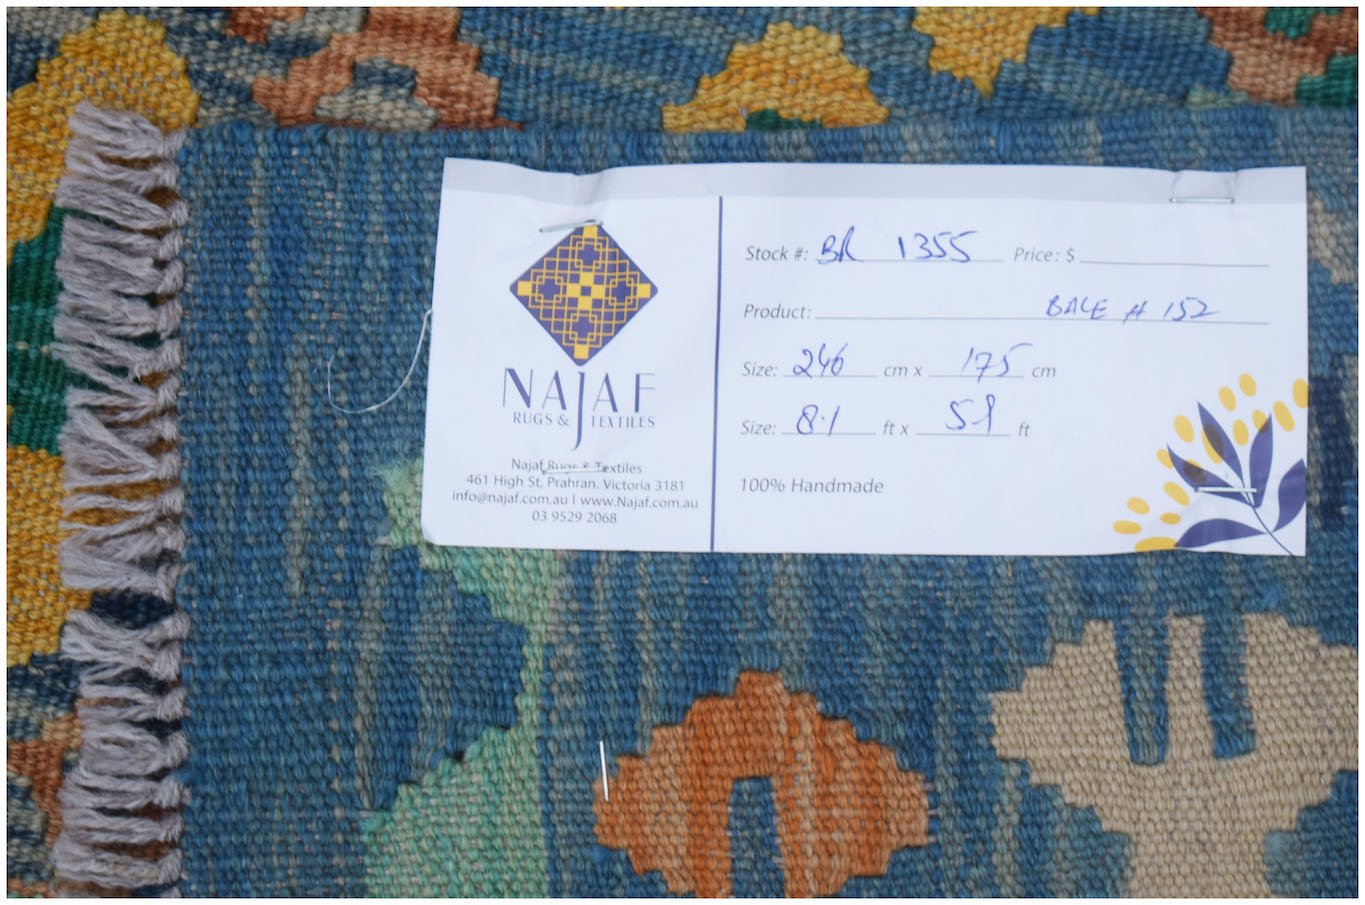 NAJAF
RUGS & TEXTILES
Najaf Rugs & Textiles
461 High St, Prahran. Victoria 3181
info@najaf.com.au | www.Najaf.com.au
03 9529 2068
Stock #: BR 1355 Price: $
Product: BALE # 152
Size: 246 cm x 175 cm
Size: 8.1 ft x ft
100% Handmade